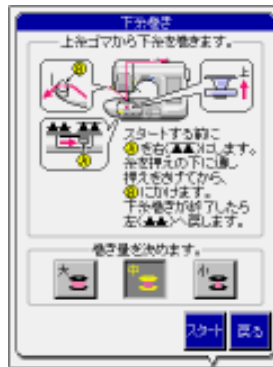 下糸巻き
上糸ゴマから下糸を巻きます。
B
上
A
スタートする前に
Aを右(▲▲)にします。
糸を押えの下に通し
押えをさげてから、
Bにかけます。
下糸巻きが終了したら
左(▲▲)へ戻します。
巻き量を決めます。
大
中
小
スタート
戻る